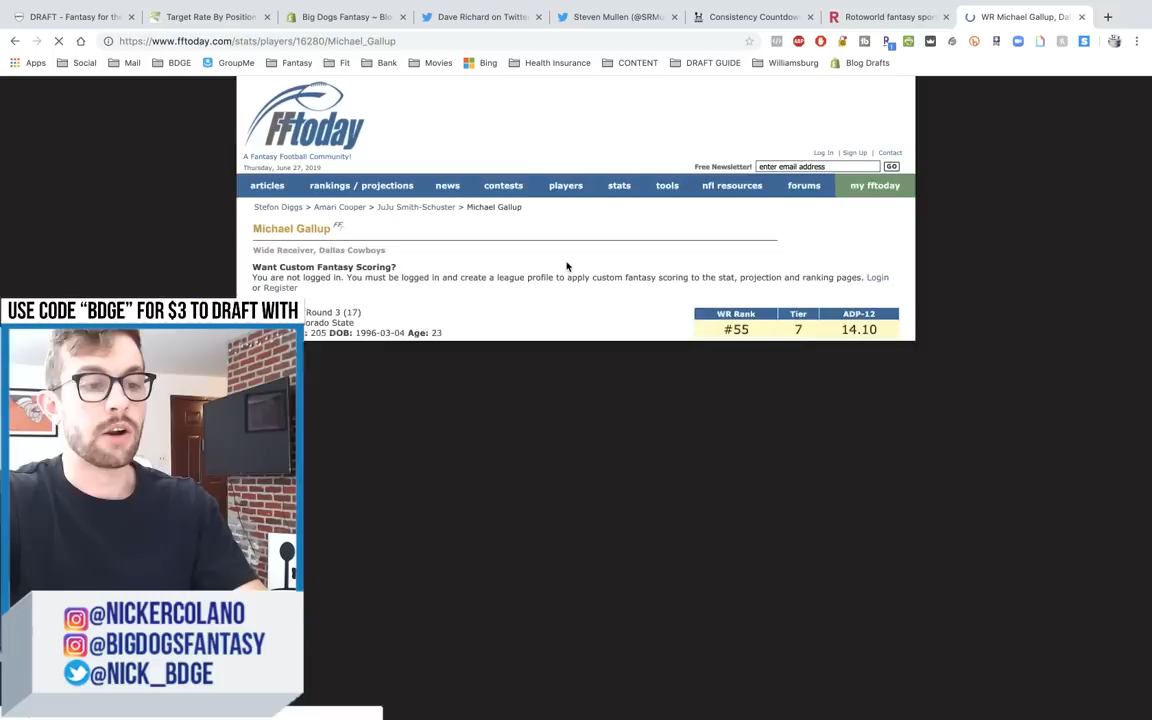 DRAFT - Fantasy for the
Target Rate By Position
Big Dogs Fantasy ~ Blo
Dave Richard on Twitte
Steven Mullen (@SRMu
Consistency Countdow
Rotoworld fantasy spor
WR Michael Gallup, Dal
https://www.fftoday.com/stats/players/16280/Michael_Gallup
Apps
Social
Mail
BDGE
GroupMe
Fantasy
Fit
Bank
Movies
Bing
Health Insurance
CONTENT
DRAFT GUIDE
Williamsburg
Blog Drafts
FFtoday
A Fantasy Football Community!
Thursday, June 27, 2019
Log In | Sign Up | Contact
Free Newsletter! enter email address GO
articles rankings / projections news contests players stats tools nfl resources forums my fftoday
Stefon Diggs > Amari Cooper > JuJu Smith-Schuster > Michael Gallup
Michael Gallup FF
Wide Receiver, Dallas Cowboys
Want Custom Fantasy Scoring?
You are not logged in. You must be logged in and create a league profile to apply custom fantasy scoring to the stat, projection and ranking pages. Login
or Register
Round 3 (17)
orado State
205 DOB: 1996-03-04 Age: 23
WR Rank Tier ADP-12
#55 7 14.10
USE CODE "BDGE" FOR $3 TO DRAFT WITH
@NICKERCOLANO
@BIGDOGSFANTASY
@NICK_BDGE